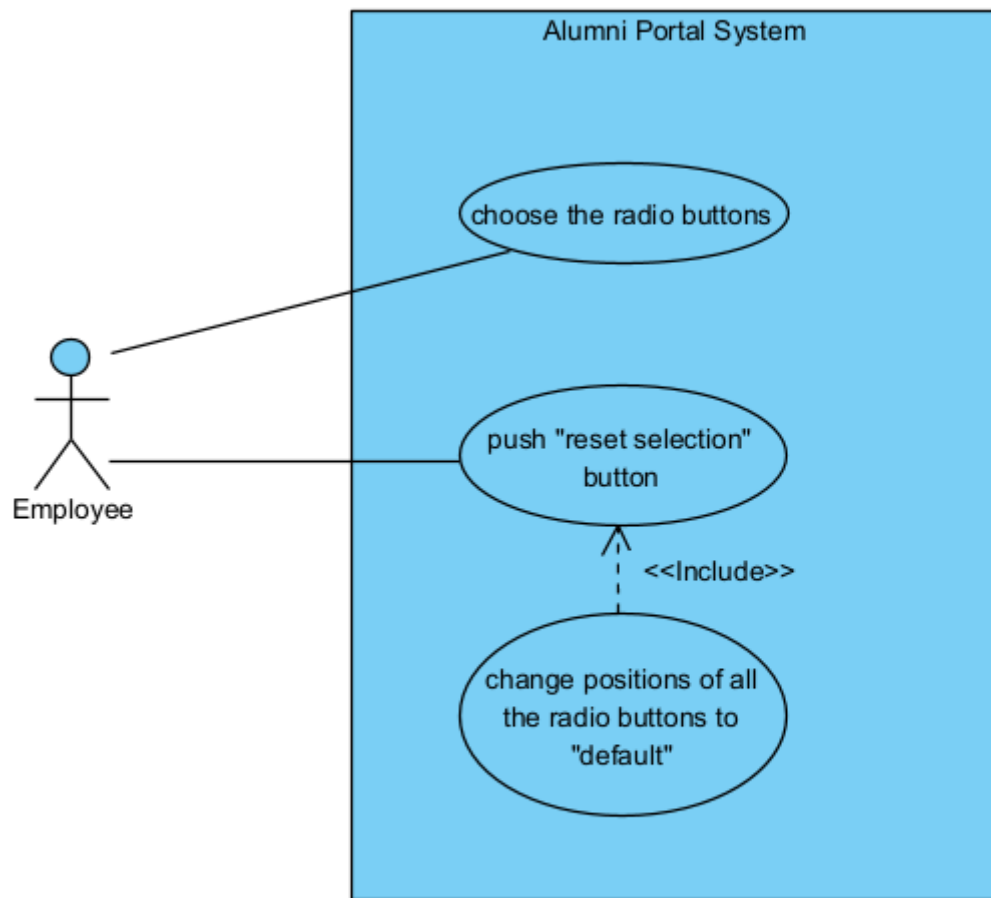 Alumni Portal System
choose the radio buttons
push "reset selection"
button
Employee
<<Include>>
change positions of all
the radio buttons to
"default"